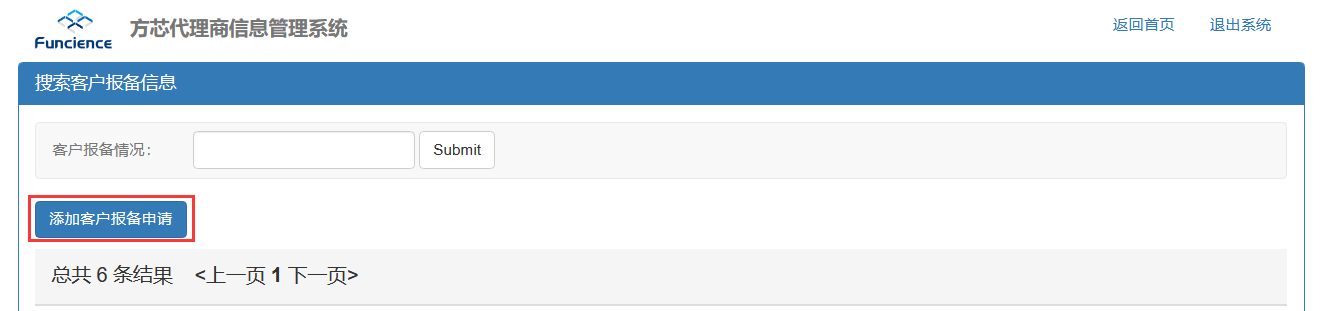 Funcience 方芯代理商信息管理系统 返回首页 退出系统
搜索客户报备信息
客户报备情况: Submit
添加客户报备申请
总共 6 条结果 <上一页 1 下一页>